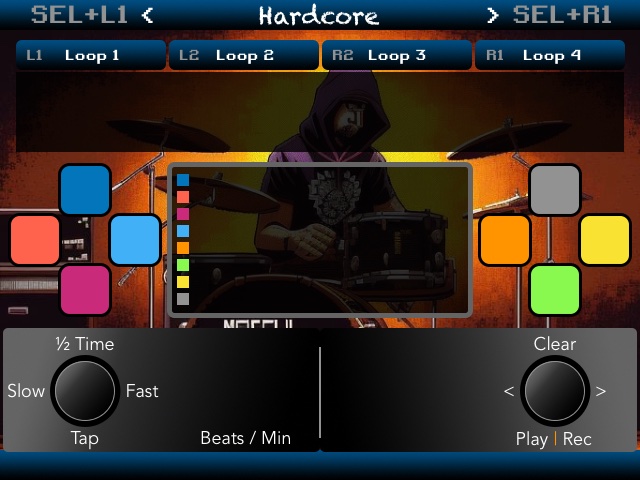 SEL+L1 < Hardcore > SEL+R1
L1 Loop 1 L2 Loop 2 R2 Loop 3 R1 Loop 4
½ Time
Slow Fast
Tap
Beats / Min
Clear
< >
Play | Rec